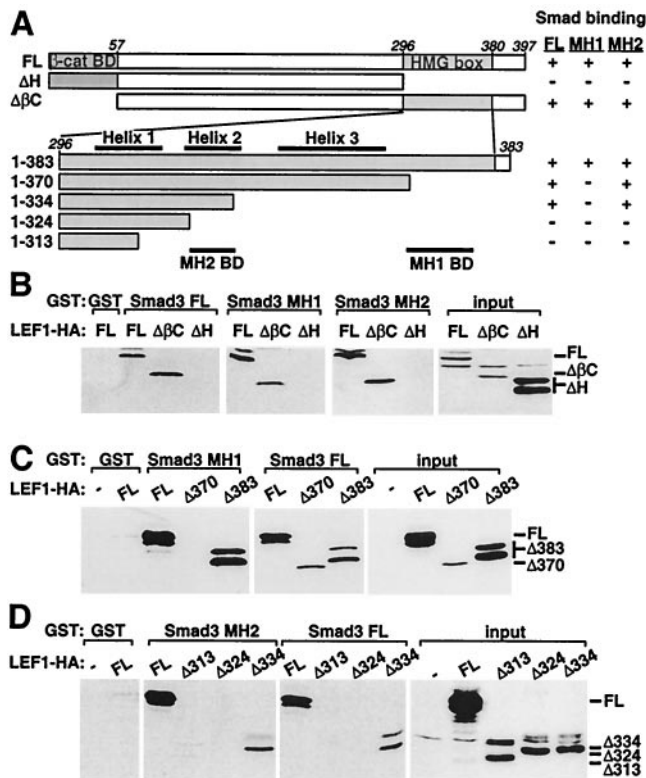 A
Smad binding
57 296 380 397
FL MH1 MH2
FL β-cat BD HMG box + + +
ΔH - - -
ΔβC + + +
296 Helix 1 Helix 2 Helix 3 383
1-383 + + +
1-370 + - +
1-334 + - +
1-324 - - -
1-313 - - -
MH2 BD MH1 BD
B
GST: GST Smad3 FL Smad3 MH1 Smad3 MH2 input
LEF1-HA: FL FL ΔβC ΔH FL ΔβC ΔH FL ΔβC ΔH FL ΔβC ΔH
FL
ΔβC
ΔH
C
GST: GST Smad3 MH1 Smad3 FL input
LEF1-HA: - FL FL Δ370 Δ383 FL Δ370 Δ383 - FL Δ370 Δ383
FL
Δ383
Δ370
D
GST: GST Smad3 MH2 Smad3 FL input
LEF1-HA: - FL FL Δ313 Δ324 Δ334 FL Δ313 Δ324 Δ334 - FL Δ313 Δ324 Δ334
FL
Δ334
Δ324
Δ313